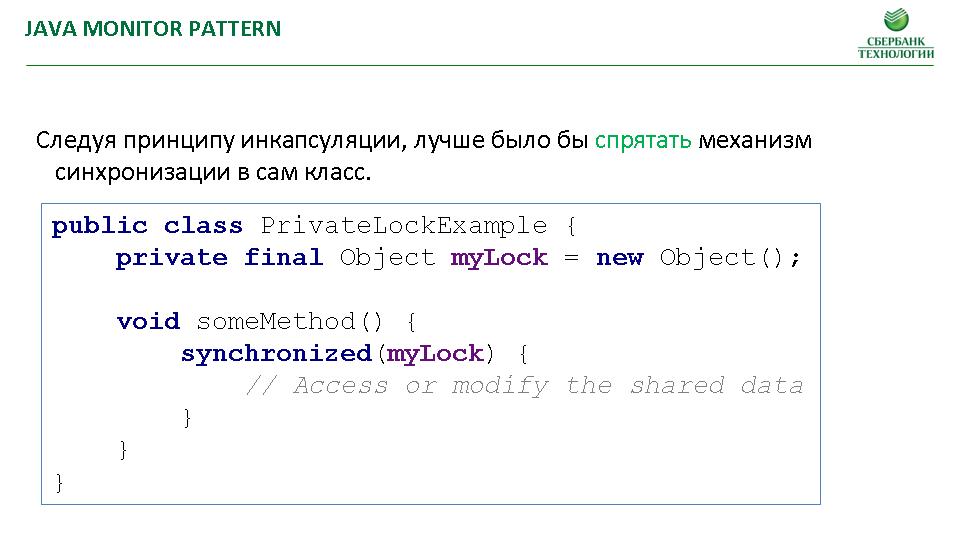 JAVA MONITOR PATTERN
СБЕРБАНК
ТЕХНОЛОГИИ
Следуя принципу инкапсуляции, лучше было бы спрятать механизм
синхронизации в сам класс.
public class PrivateLockExample {
    private final Object myLock = new Object();
    void someMethod() {
        synchronized(myLock) {
            // Access or modify the shared data
        }
    }
}